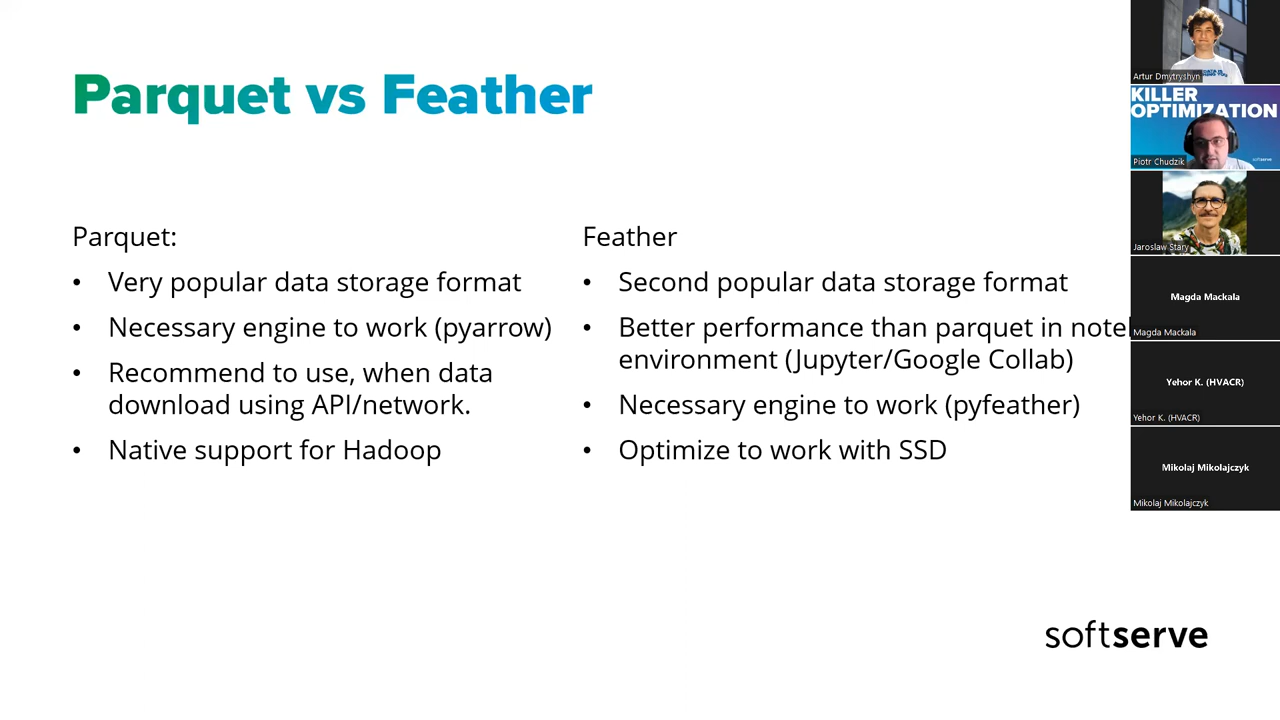 Parquet vs Feather
Parquet:
• Very popular data storage format
• Necessary engine to work (pyarrow)
• Recommend to use, when data
download using API/network.
• Native support for Hadoop
Feather
• Second popular data storage format
• Better performance than parquet in
environment (Jupyter/Google Collab)
• Necessary engine to work (pyfeather)
• Optimize to work with SSD
softserve
Artur Dmytryshyn
KILLER
OPTIMIZATION
softserve
Piotr Chudzik
Jaroslaw Stary
Magda Mackala
Magda Mackala
Yehor K. (HVACR)
Yehor K. (HVACR)
Mikolaj Mikolajczyk
Mikolaj Mikolajczyk